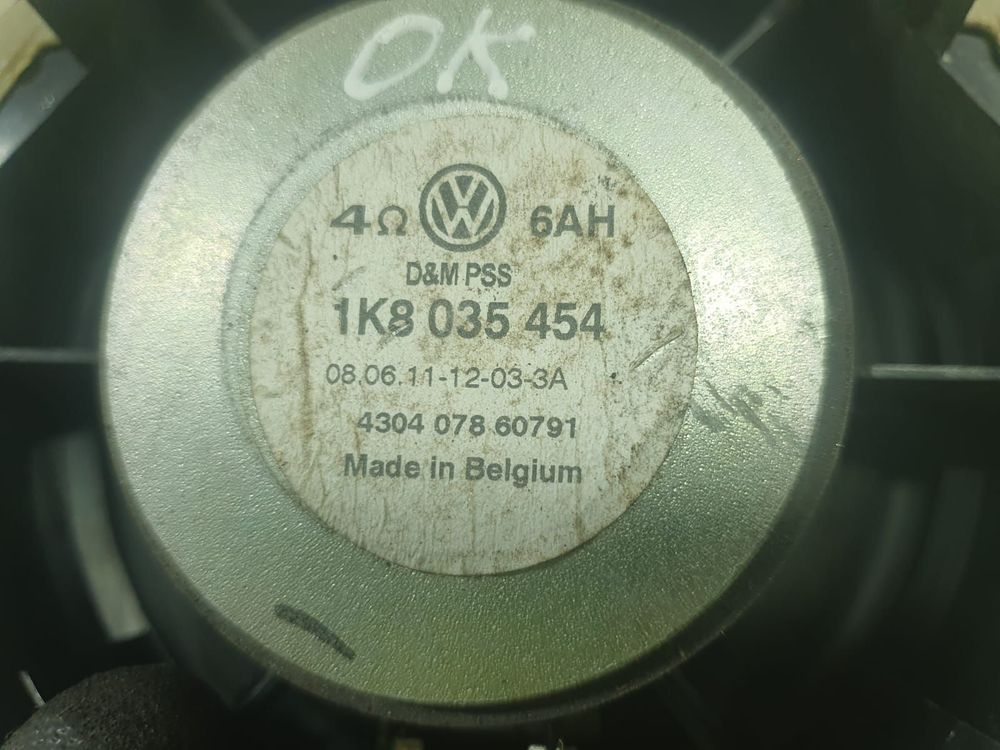 OK
4Ω VW 6AH
D&M PSS
1K8 035 454
08.06.11-12-03-3A
4304 078 60791
Made in Belgium